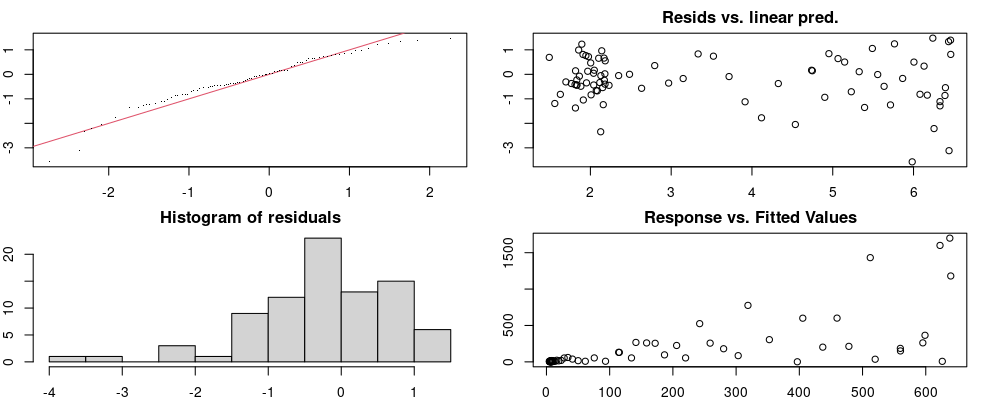 -3 -1 0 1
-2 -1 0 1 2
Resids vs. linear pred.
-3 -1 0 1
2 3 4 5 6
Histogram of residuals
0 5 10 20
-4 -3 -2 -1 0 1
Response vs. Fitted Values
0 500 1500
0 100 200 300 400 500 600